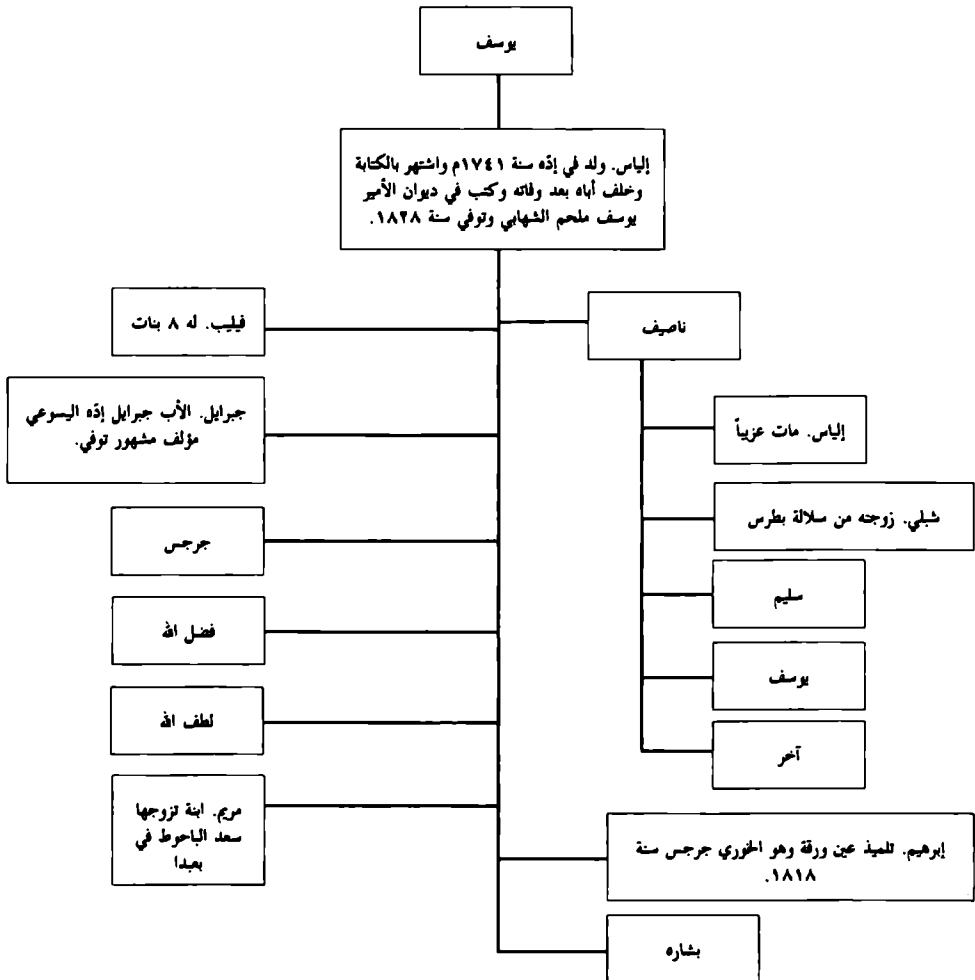 يوسف
إلياس. ولد في إدّه سنة ١٧٤١م واشتهر بالكتابة
وخلف أباه بعد وفاته وكتب في ديوان الأمير
يوسف ملحم الشهابي وتوفي سنة ١٨٢٨.
ناصيف
إلياس. مات عزيباً
شبلي. زوجته من سلالة بطرس
سليم
يوسف
آخر
فيليب. له ٨ بنات
جبرايل. الأب جبرايل إدّه اليسوعي
مؤلف مشهور توفي.
جرجس
فضل الله
لطف الله
مريم. ابنة تزوجها
سعد الباحوط في
بعبدا
إبرهيم. تلميذ عين ورقة وهو الخوري جرجس سنة
١٨١٨.
بشاره